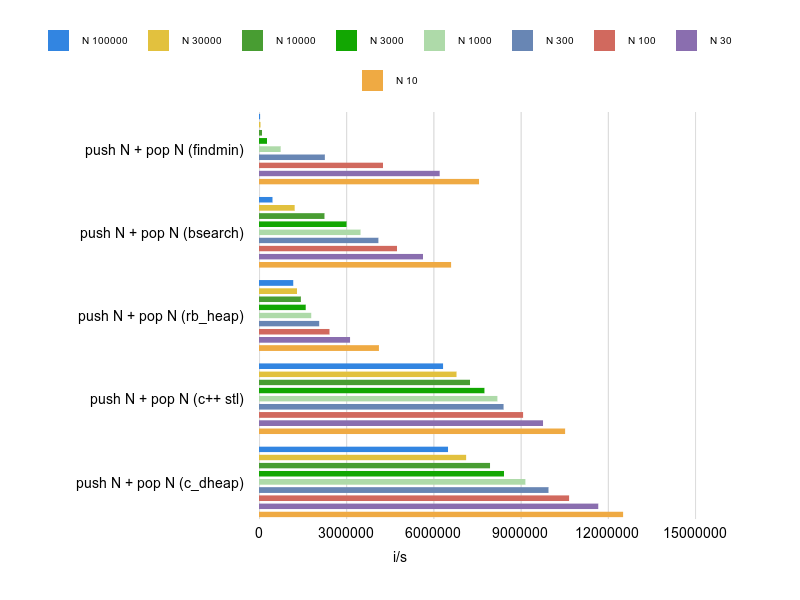 N 100000 N 30000 N 10000 N 3000 N 1000 N 300 N 100 N 30
N 10
push N + pop N (findmin)
push N + pop N (bsearch)
push N + pop N (rb_heap)
push N + pop N (c++ stl)
push N + pop N (c_dheap)
0 3000000 6000000 9000000 12000000 15000000
i/s